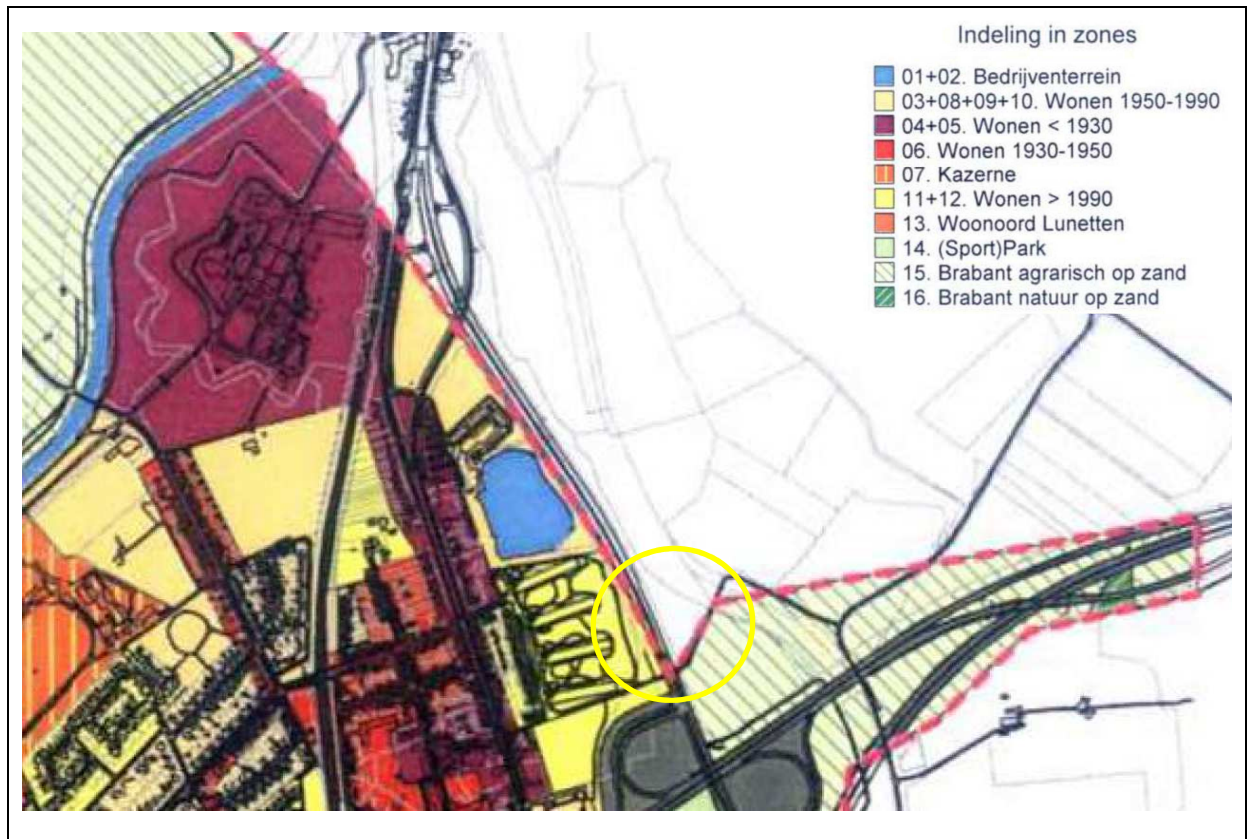 Indeling in zones
01+02. Bedrijventerrein
03+08+09+10. Wonen 1950-1990
04+05. Wonen < 1930
06. Wonen 1930-1950
07. Kazerne
11+12. Wonen > 1990
13. Woonoord Lunetten
14. (Sport)Park
15. Brabant agrarisch op zand
16. Brabant natuur op zand